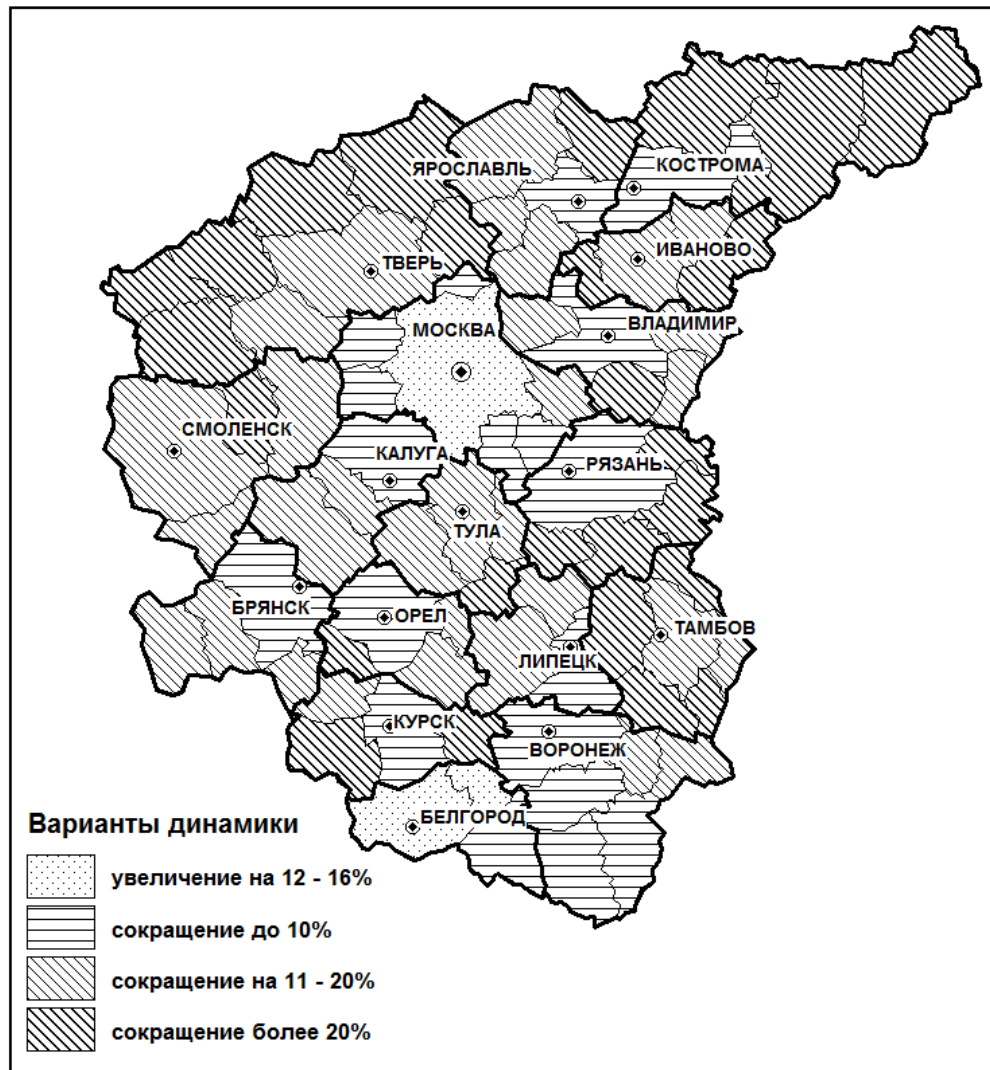 ЯРОСЛАВЛЬ
КОСТРОМА
ИВАНОВО
ТВЕРЬ
ВЛАДИМИР
МОСКВА
СМОЛЕНСК
КАЛУГА
РЯЗАНЬ
ТУЛА
БРЯНСК
ОРЕЛ
ТАМБОВ
ЛИПЕЦК
КУРСК
ВОРОНЕЖ
БЕЛГОРОД
Варианты динамики
увеличение на 12 - 16%
сокращение до 10%
сокращение на 11 - 20%
сокращение более 20%